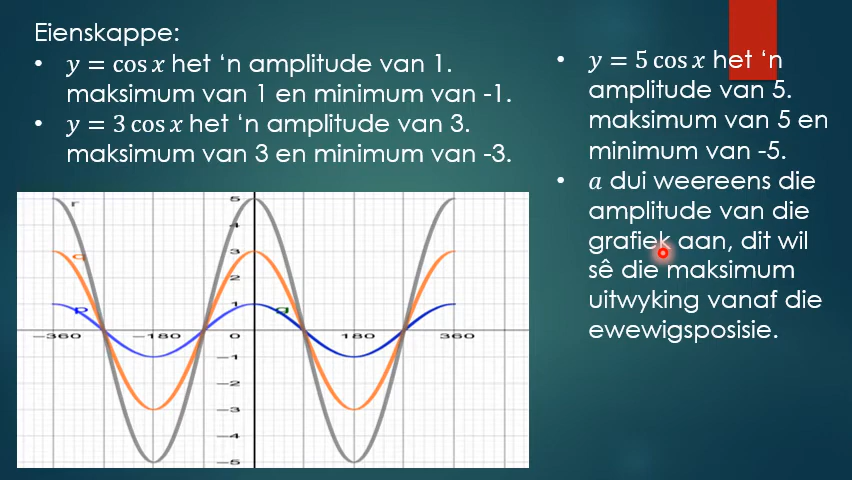 Eienskappe:
• y = cos x het ‘n amplitude van 1.
maksimum van 1 en minimum van -1.
• y = 3 cos x het ‘n amplitude van 3.
maksimum van 3 en minimum van -3.
• y = 5 cos x het ‘n
amplitude van 5.
maksimum van 5 en
minimum van -5.
• a dui weereens die
amplitude van die
grafiek aan, dit wil
sê die maksimum
uitwyking vanaf die
ewewigsposisie.
r
q
p
g
5
4
3
2
1
−360 −180 0 180 360
−1
−2
−3
−4
−5